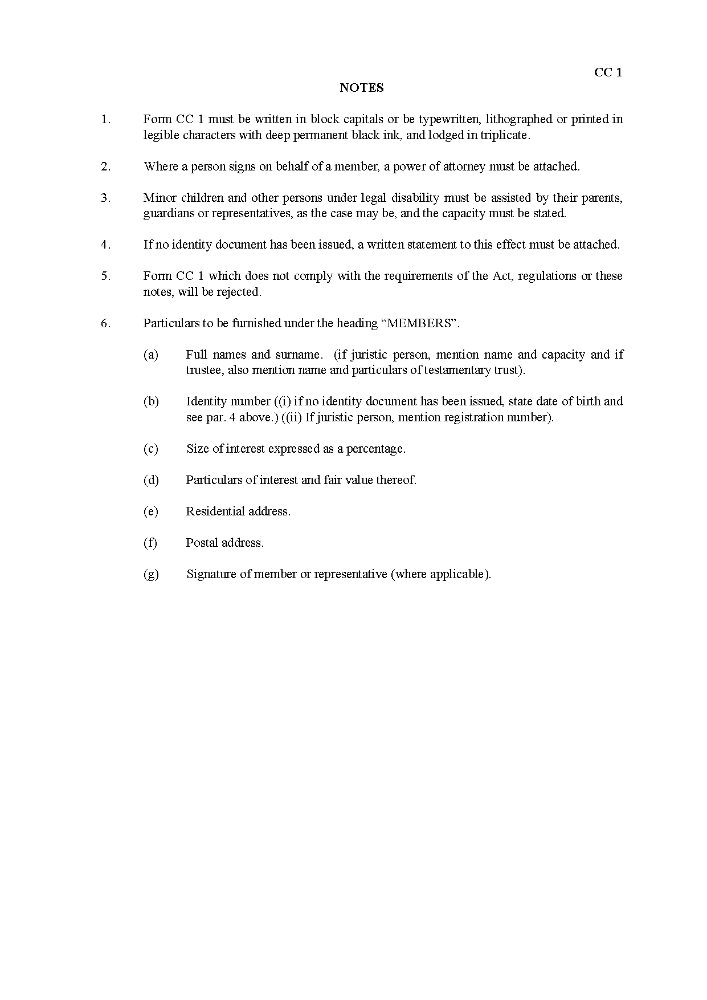 CC 1
NOTES
1. Form CC 1 must be written in block capitals or be typewritten, lithographed or printed in
legible characters with deep permanent black ink, and lodged in triplicate.
2. Where a person signs on behalf of a member, a power of attorney must be attached.
3. Minor children and other persons under legal disability must be assisted by their parents,
guardians or representatives, as the case may be, and the capacity must be stated.
4. If no identity document has been issued, a written statement to this effect must be attached.
5. Form CC 1 which does not comply with the requirements of the Act, regulations or these
notes, will be rejected.
6. Particulars to be furnished under the heading “MEMBERS”.
(a) Full names and surname. (if juristic person, mention name and capacity and if
trustee, also mention name and particulars of testamentary trust).
(b) Identity number ((i) if no identity document has been issued, state date of birth and
see par. 4 above.) ((ii) If juristic person, mention registration number).
(c) Size of interest expressed as a percentage.
(d) Particulars of interest and fair value thereof.
(e) Residential address.
(f) Postal address.
(g) Signature of member or representative (where applicable).